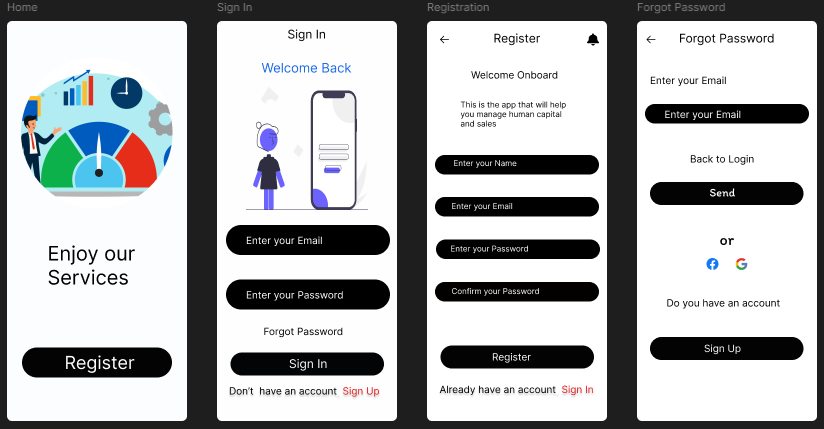 Home
Enjoy our
Services
Register
Sign In
Sign In
Welcome Back
Enter your Email
Enter your Password
Forgot Password
Sign In
Don't have an account Sign Up
Registration
Register
Welcome Onboard
This is the app that will help
you manage human capital
and sales
Enter your Name
Enter your Email
Enter your Password
Confirm your Password
Register
Already have an account Sign In
Forgot Password
Forgot Password
Enter your Email
Enter your Email
Back to Login
Send
or
Do you have an account
Sign Up